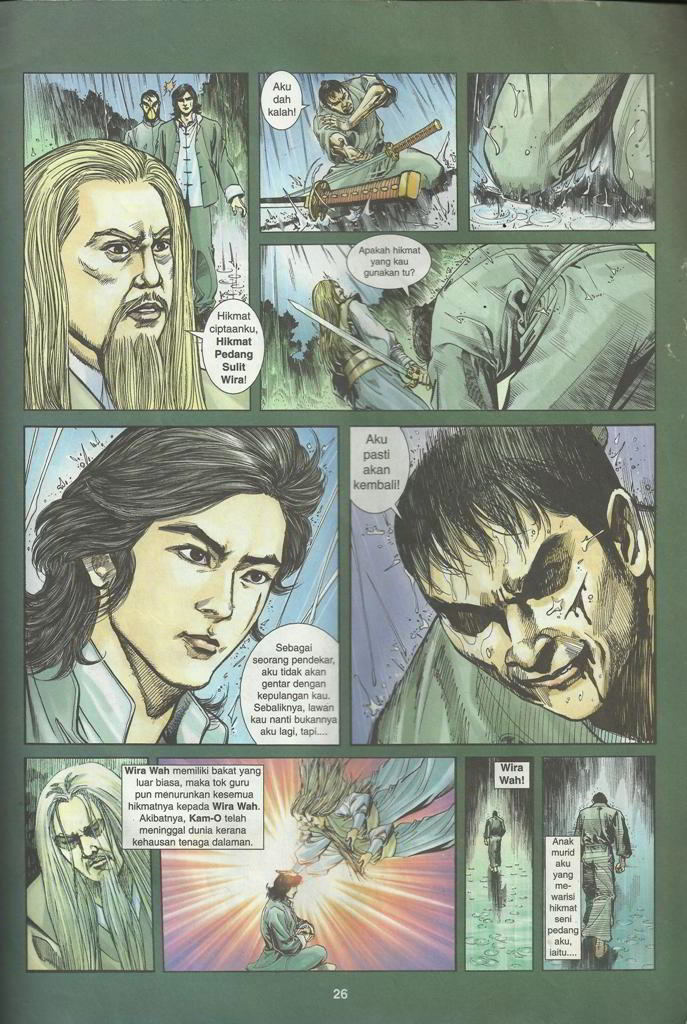 Hikmat
ciptaanku,
Hikmat
Pedang
Sulit
Wira!
Aku
dah
kalah!
Apakah hikmat
yang kau
gunakan tu?
Sebagai
seorang pendekar,
aku tidak akan
gentar dengan
kepulangan kau.
Sebaliknya, lawan
kau nanti bukannya
aku lagi, tapi....
Aku
pasti
akan
kembali!
Wira Wah memiliki bakat yang
luar biasa, maka tok guru
pun menurunkan kesemua
hikmatnya kepada Wira Wah.
Akibatnya, Kam-O telah
meninggal dunia kerana
kehausan tenaga dalaman.
Wira
Wah!
Anak
murid
aku
yang
me-
warisi
hikmat
seni
pedang
aku,
iaitu....
26